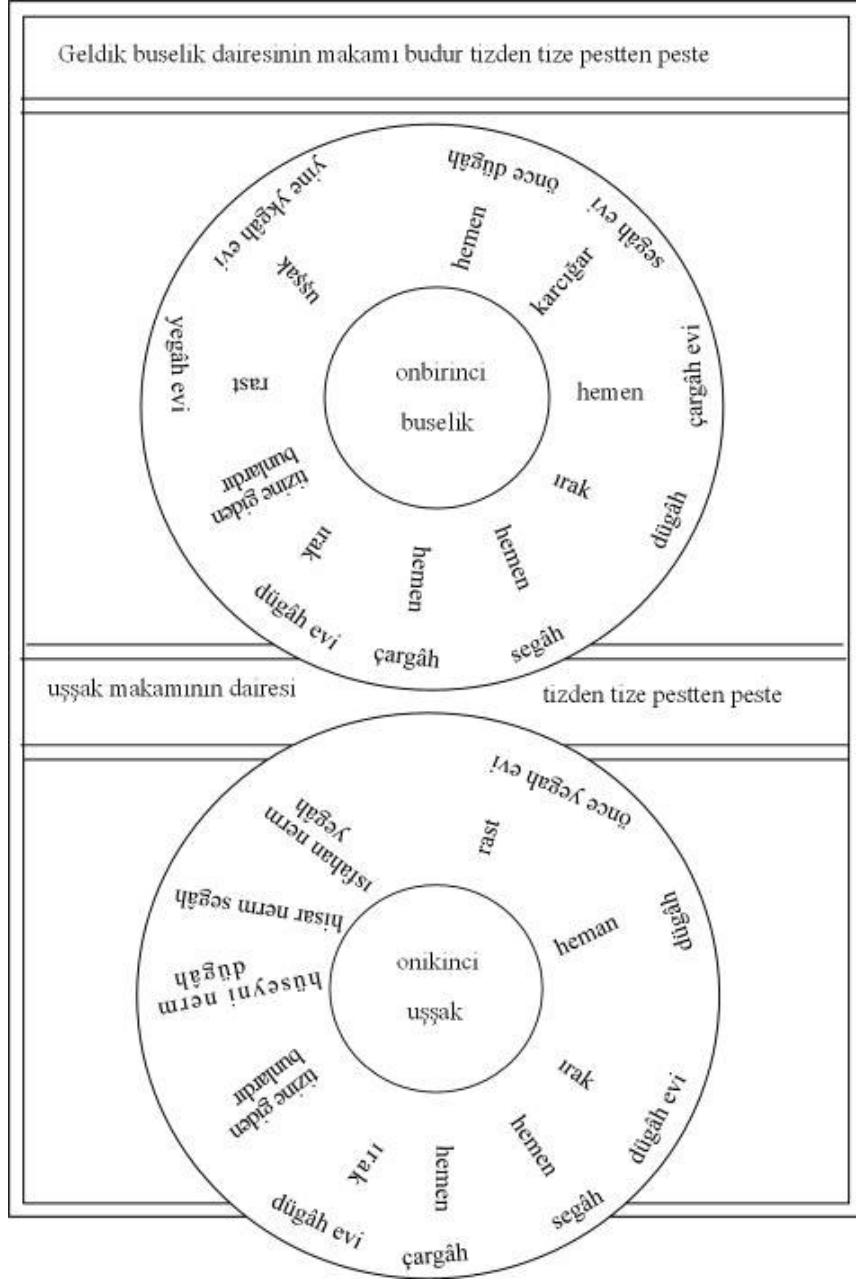 Geldik buselik dairesinin makamı budur tizden tize pestten peste
önce dügâh
hemen
segâh evi
karcığar
çargâh evi
hemen
dügâh
ırak
segâh
hemen
çargâh
hemen
dügâh evi
ırak
tizine giden
bunlardır
yegâh evi
rast
yine ykgâh evi
uşşak
onbirinci
buselik
uşşak makamının dairesi
tizden tize pestten peste
önce yegah evi
rast
dügâh
heman
dügâh evi
ırak
segâh
hemen
çargâh
hemen
dügâh evi
ırak
tizine giden
bunlardır
hüseyni nerm
dügâh
hisar nerm segâh
ısfahan nerm
yegâh
onikinci
uşşak